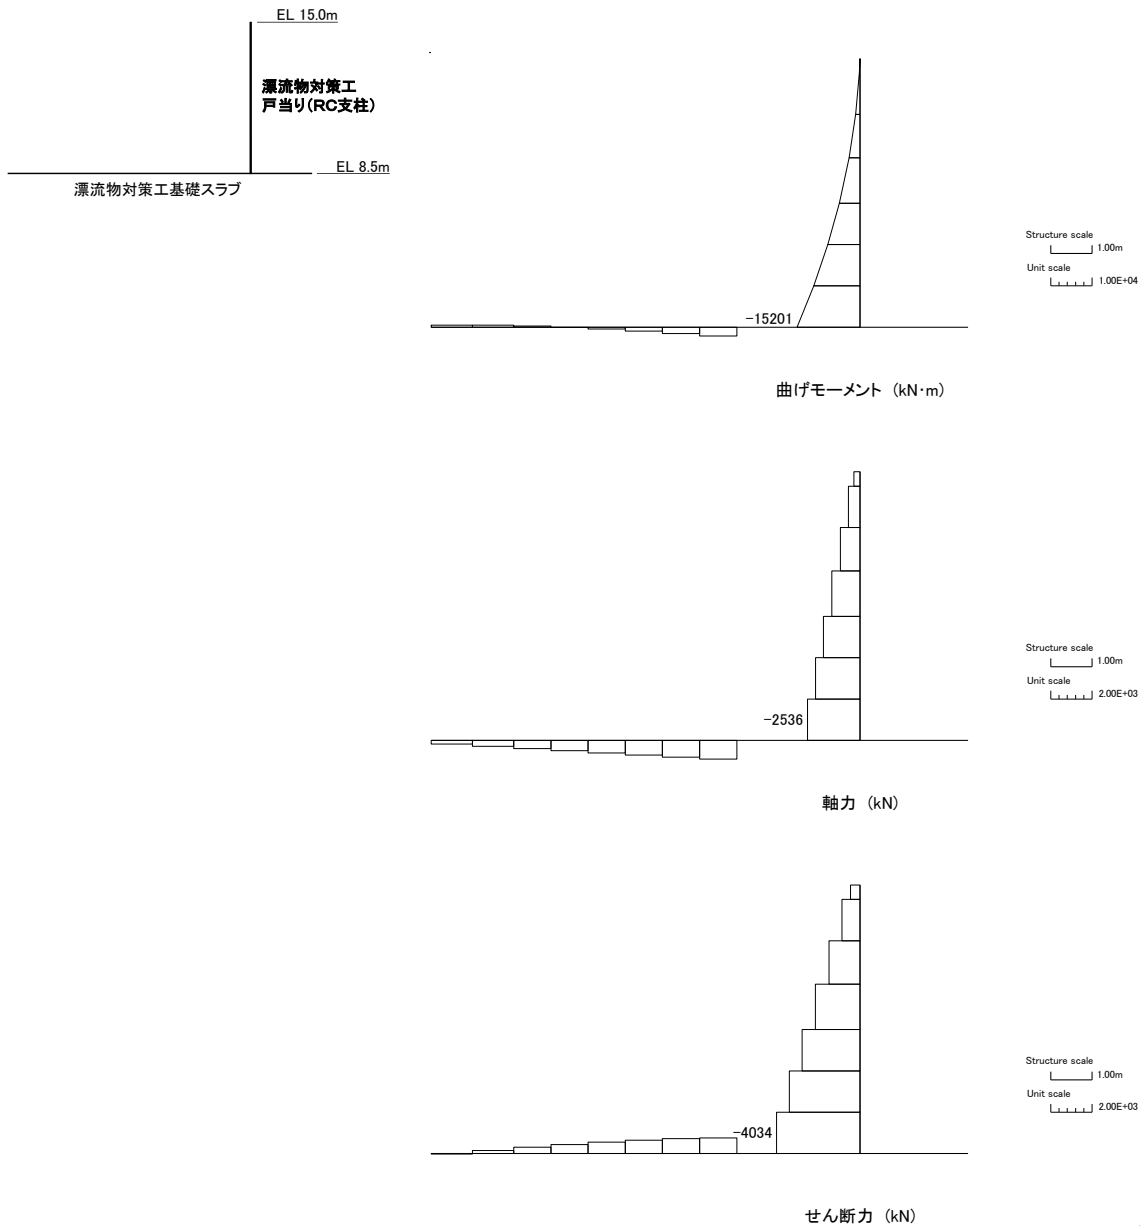 EL 15.0m
漂流物対策工
戸当り(RC支柱)
EL 8.5m
漂流物対策工基礎スラブ
Structure scale
1.00m
Unit scale
1.00E+04
-15201
曲げモーメント (kN·m)
Structure scale
1.00m
Unit scale
2.00E+03
-2536
軸力 (kN)
Structure scale
1.00m
Unit scale
2.00E+03
-4034
せん断力 (kN)